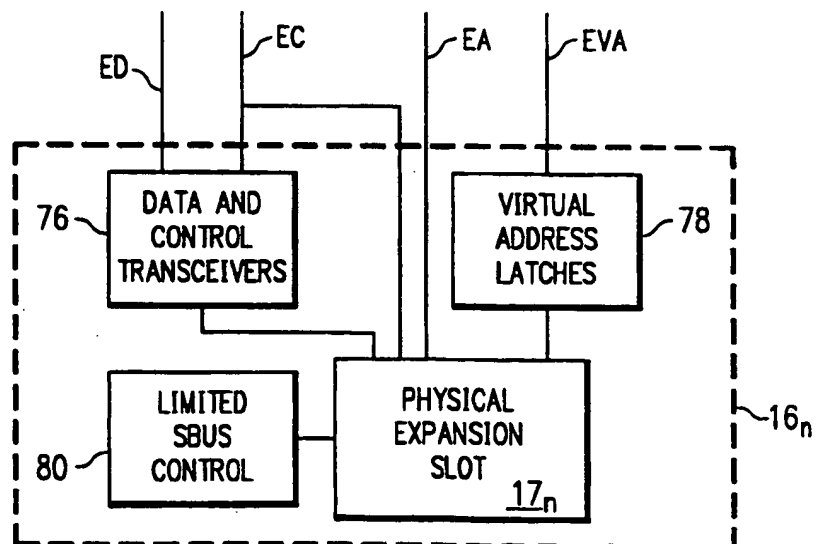 ED
EC
EA
EVA
76
DATA AND
CONTROL
TRANSCEIVERS
VIRTUAL
ADDRESS
LATCHES
78
80
LIMITED
SBUS
CONTROL
PHYSICAL
EXPANSION
SLOT
17n
16n